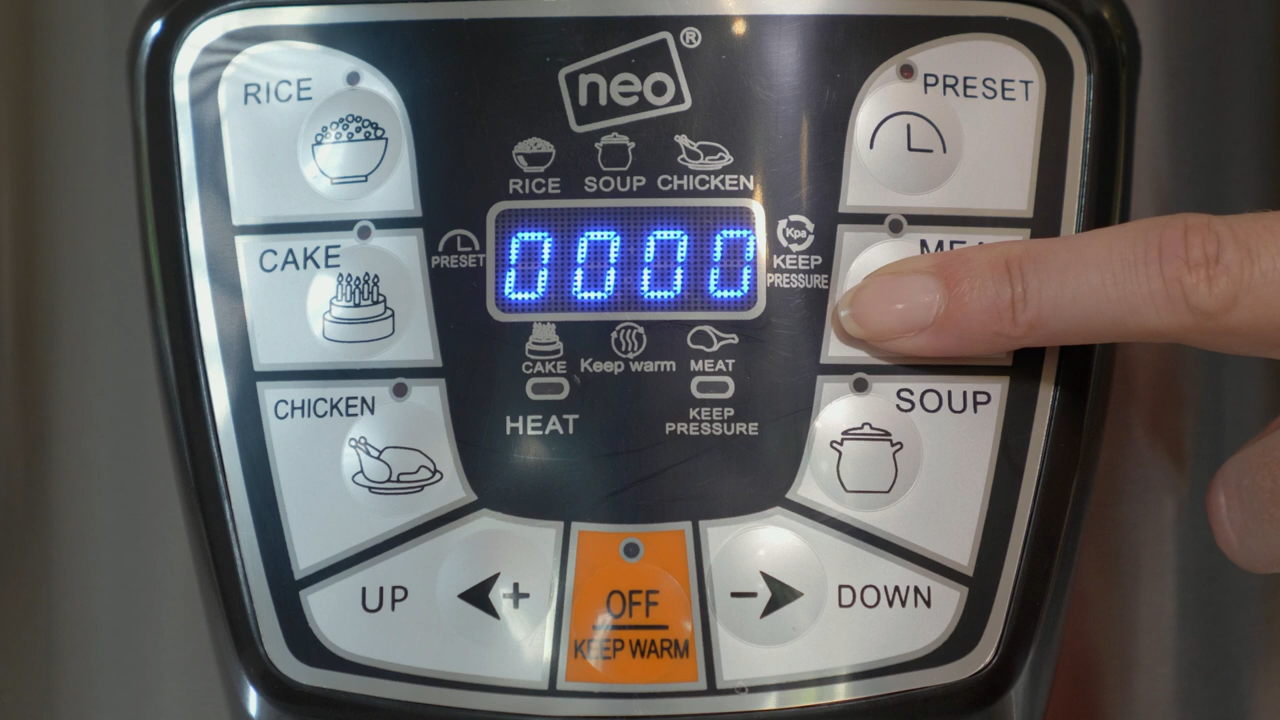 neo®
RICE
PRESET
RICE SOUP CHICKEN
CAKE
PRESET
0000
Kpa
KEEP
PRESSURE
CAKE Keep warm MEAT
CHICKEN
HEAT
KEEP
PRESSURE
SOUP
UP
+
OFF
KEEP WARM
-
DOWN